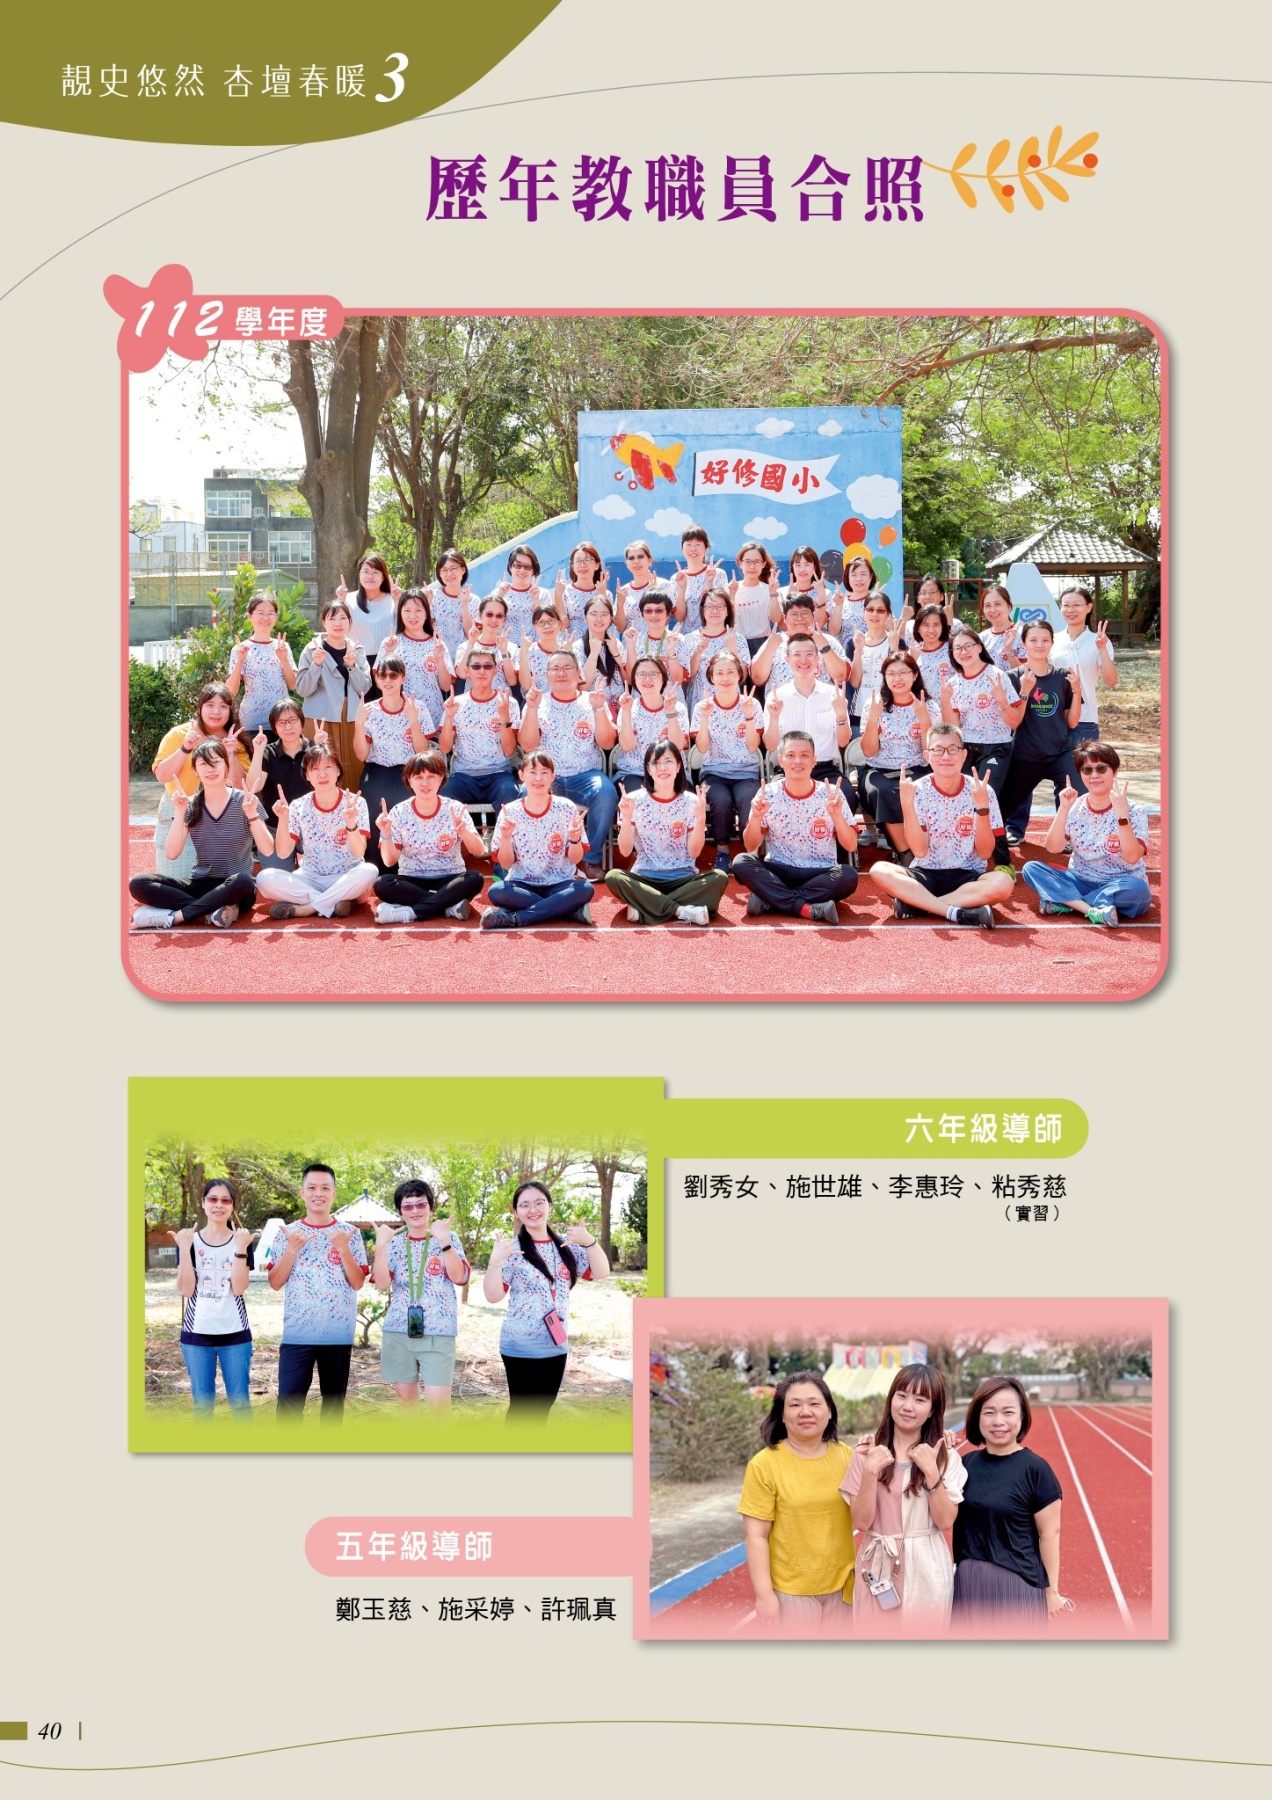 靚史悠然 杏壇春暖 3
歷年教職員合照
112 學年度
好修國小
六年級導師
劉秀女、施世雄、李惠玲、粘秀慈
（實習）
五年級導師
鄭玉慈、施采婷、許珮真
40